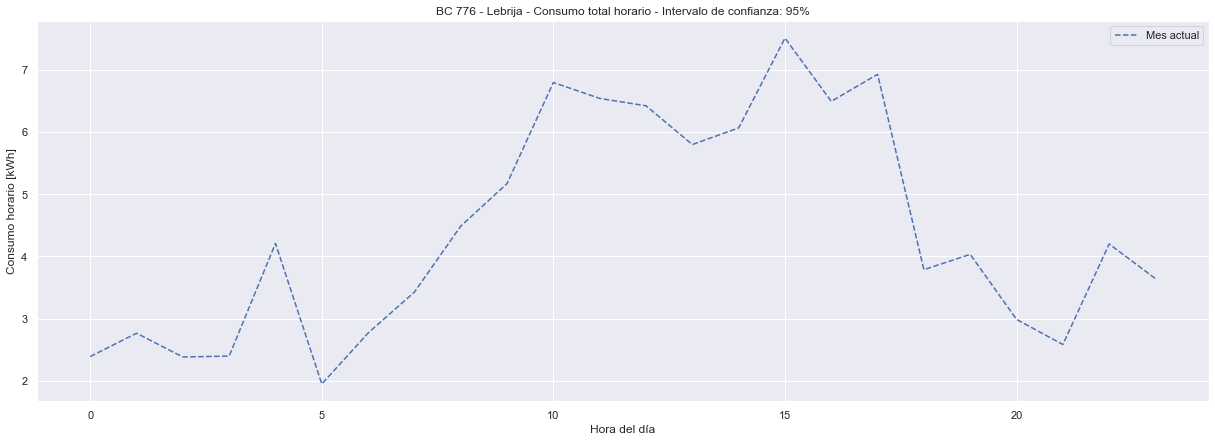 BC 776 - Lebrija - Consumo total horario - Intervalo de confianza: 95%
Mes actual
Consumo horario [kWh]
7
6
5
4
3
2
0
5
10
15
20
Hora del día